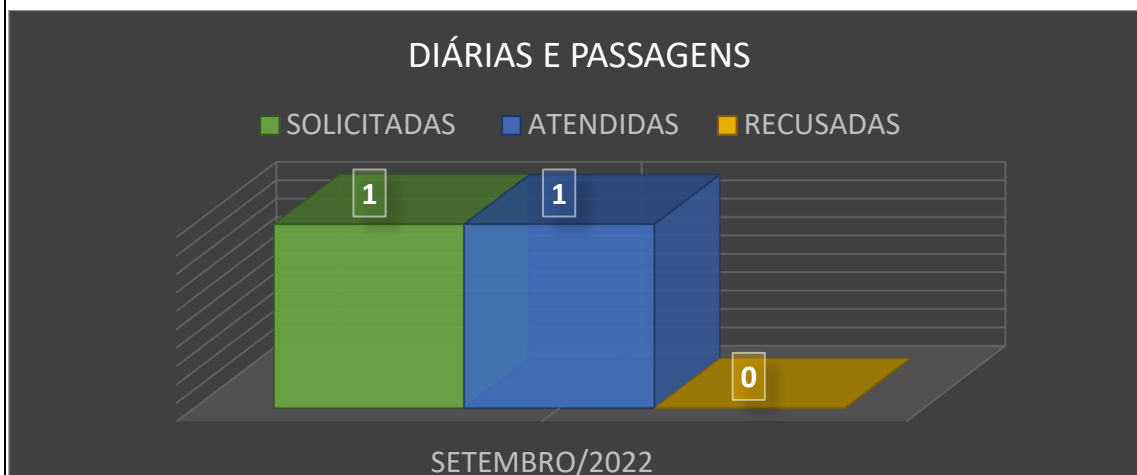 DIÁRIAS E PASSAGENS
SOLICITADAS ATENDIDAS RECUSADAS
1 1
0
SETEMBRO/2022